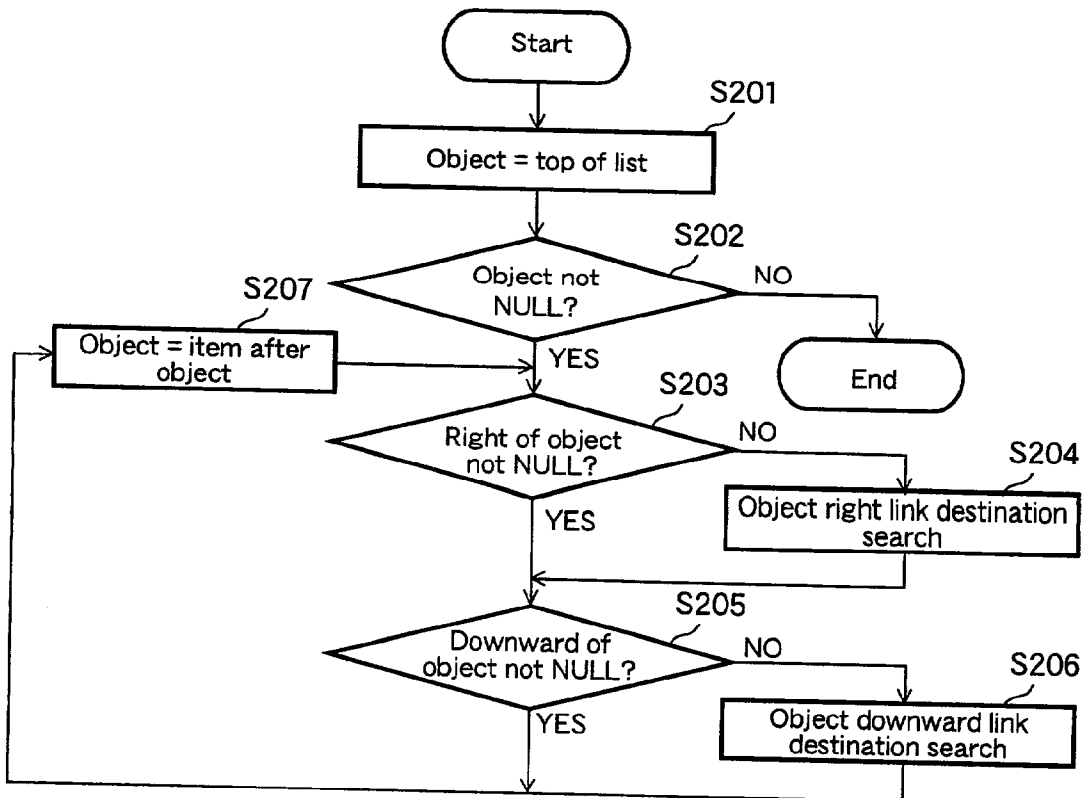 Start
S201
Object = top of list
S202
Object not
NULL?
NO
S207
Object = item after
object
YES
End
S203
Right of object
not NULL?
NO
S204
Object right link destination
search
YES
S205
Downward of
object not NULL?
NO
S206
Object downward link
destination search
YES